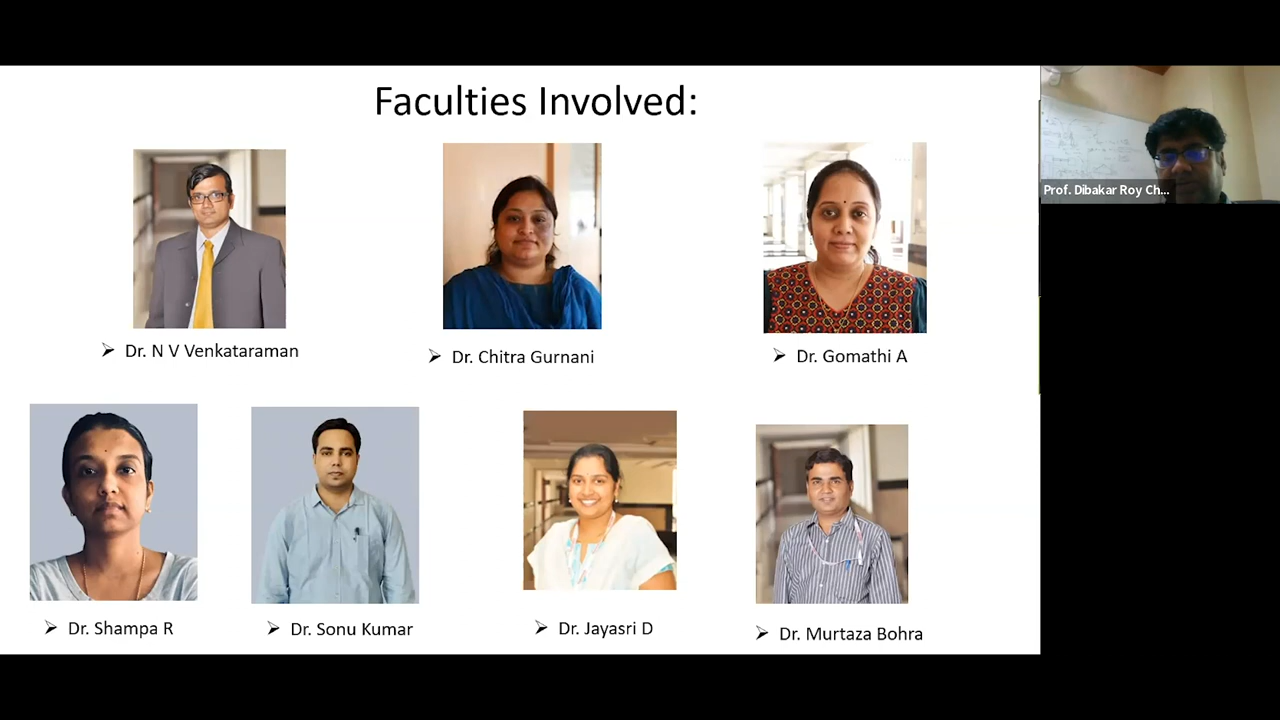 Faculties Involved:
Prof. Dibakar Roy Ch...
➢ Dr. N V Venkataraman
➢ Dr. Chitra Gurnani
➢ Dr. Gomathi A
➢ Dr. Shampa R
➢ Dr. Sonu Kumar
➢ Dr. Jayasri D
➢ Dr. Murtaza Bohra